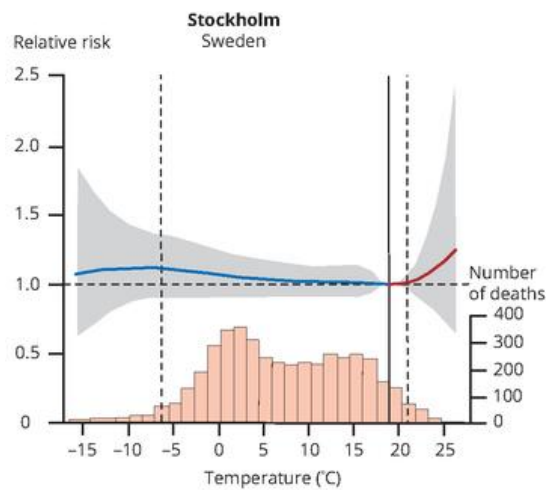 Stockholm
Sweden
Relative risk
2.5
2.0
1.5
1.0
0.5
0
Number
of deaths
400
300
200
100
0
–15 –10 –5 0 5 10 15 20 25
Temperature (°C)